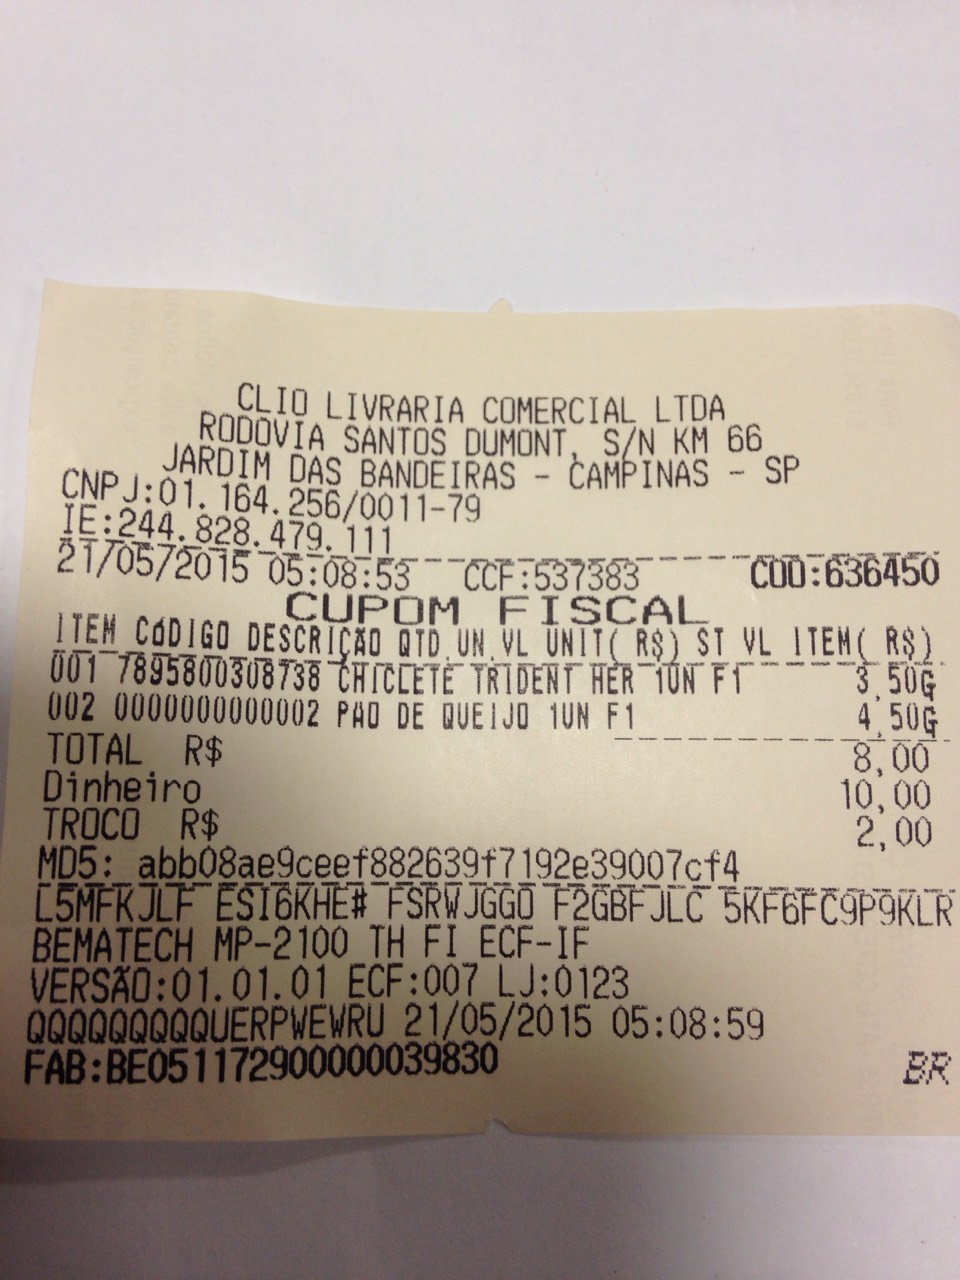 CLIO LIVRARIA COMERCIAL LTDA
RODOVIA SANTOS DUMONT, S/N KM 66
JARDIM DAS BANDEIRAS - CAMPINAS - SP
CNPJ:01.164.256/0011-79
IE:244.828.479.111
21/05/2015 05:08:53 CCF:537383 COO:636450
CUPOM FISCAL
ITEM CóDIGO DESCRIÇÃO QTD.UN.VL UNIT( R$) ST VL ITEM( R$)
001 7895800308738 CHICLETE TRIDENT HER 1UN F1 3,50G
002 0000000000002 PAO DE QUEIJO 1UN F1 4,50G
TOTAL R$ 8,00
Dinheiro 10,00
TROCO R$ 2,00
MD5: abb08ae9ceef882639f7192e39007cf4
L5MFKJLF ESI6KHE# FSRWJGGO F2GBFJLC 5KF6FC9P9KLR
BEMATECH MP-2100 TH FI ECF-IF
VERSÃO:01.01.01 ECF:007 LJ:0123
QQQQQQQQQUERPWEWRU 21/05/2015 05:08:59
FAB:BE051172900000039830 BR